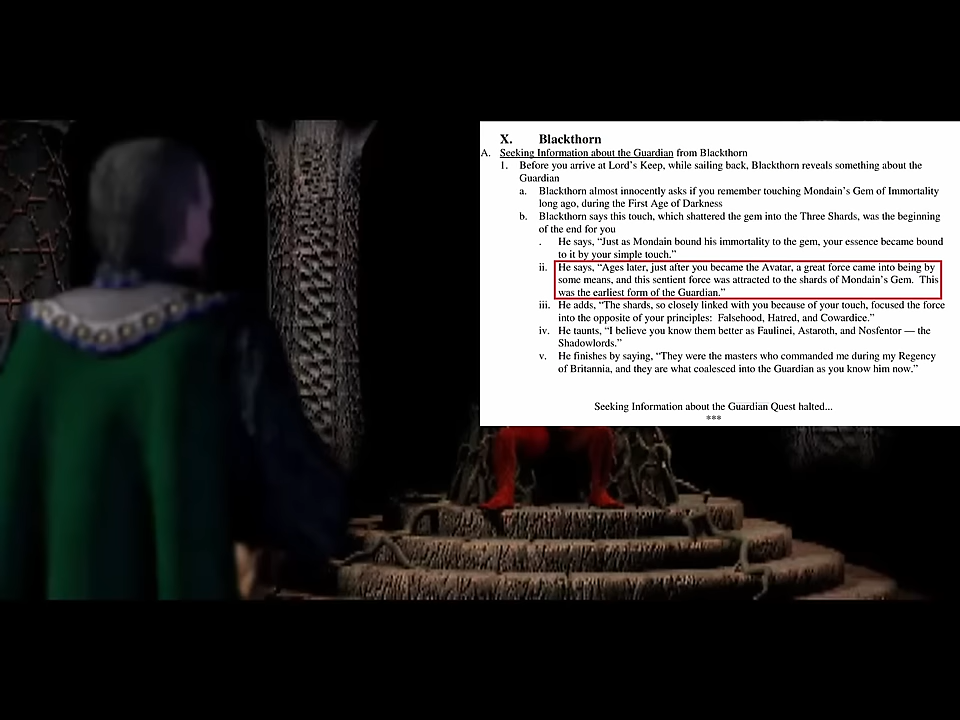 X. Blackthorn
A. Seeking Information about the Guardian from Blackthorn
1. Before you arrive at Lord's Keep, while sailing back, Blackthorn reveals something about the
Guardian
a. Blackthorn almost innocently asks if you remember touching Mondain's Gem of Immortality
long ago, during the First Age of Darkness
b. Blackthorn says this touch, which shattered the gem into the Three Shards, was the beginning
of the end for you
. He says, "Just as Mondain bound his immortality to the gem, your essence became bound
to it by your simple touch."
ii. He says, "Ages later, just after you became the Avatar, a great force came into being by
some means, and this sentient force was attracted to the shards of Mondain's Gem. This
was the earliest form of the Guardian."
iii. He adds, "The shards, so closely linked with you because of your touch, focused the force
into the opposite of your principles: Falsehood, Hatred, and Cowardice."
iv. He taunts, "I believe you know them better as Faulinei, Astaroth, and Nosfentor — the
Shadowlords."
v. He finishes by saying, "They were the masters who commanded me during my Regency
of Britannia, and they are what coalesced into the Guardian as you know him now."
Seeking Information about the Guardian Quest halted...
***